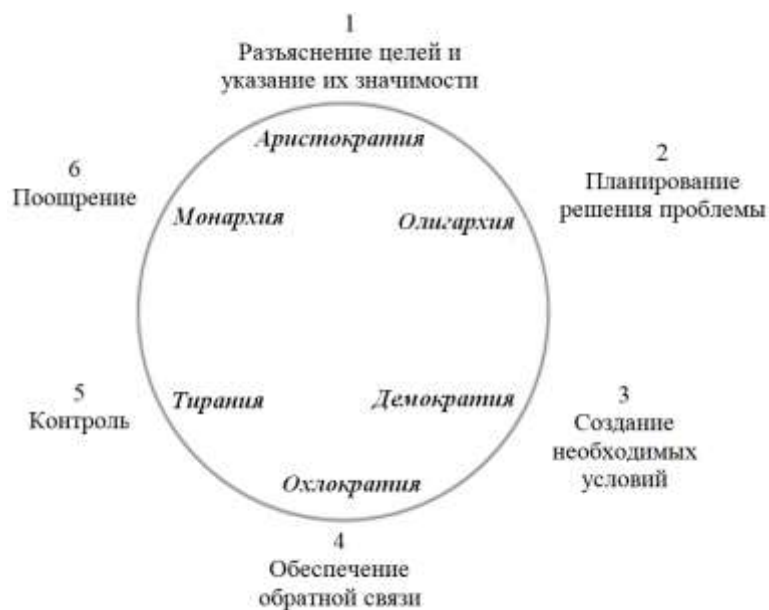 1
Разъяснение целей и
указание их значимости
Аристократия
6
Поощрение
2
Планирование
решения проблемы
Монархия
Олигархия
5
Контроль
Тирания
Демократия
3
Создание
необходимых
условий
Охлократия
4
Обеспечение
обратной связи